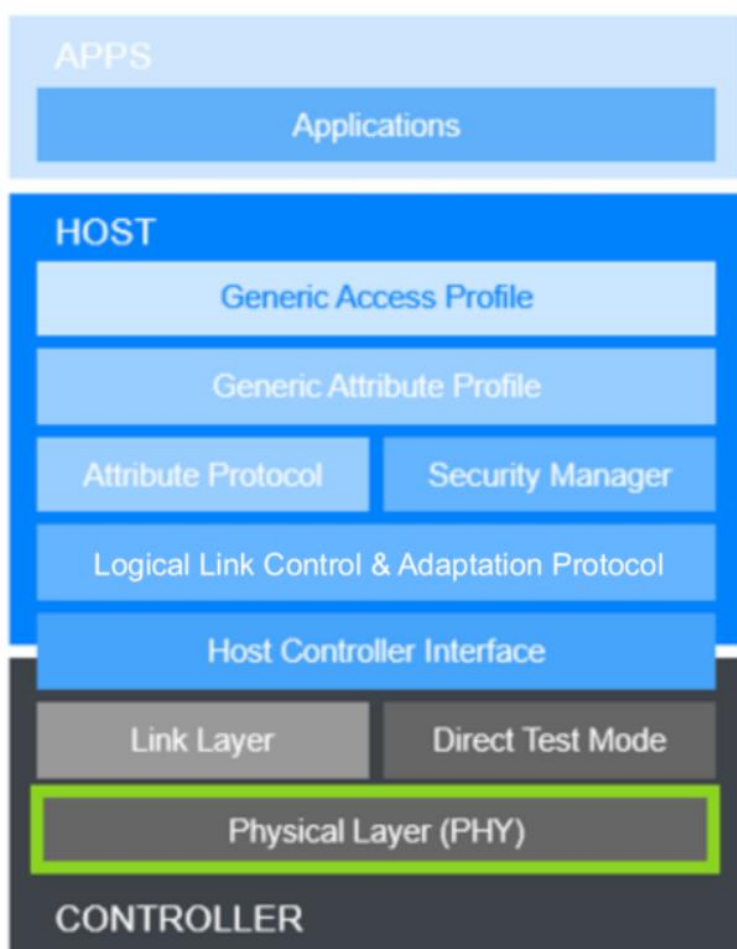 APPS
Applications
HOST
Generic Access Profile
Generic Attribute Profile
Attribute Protocol
Security Manager
Logical Link Control & Adaptation Protocol
Host Controller Interface
Link Layer
Direct Test Mode
Physical Layer (PHY)
CONTROLLER